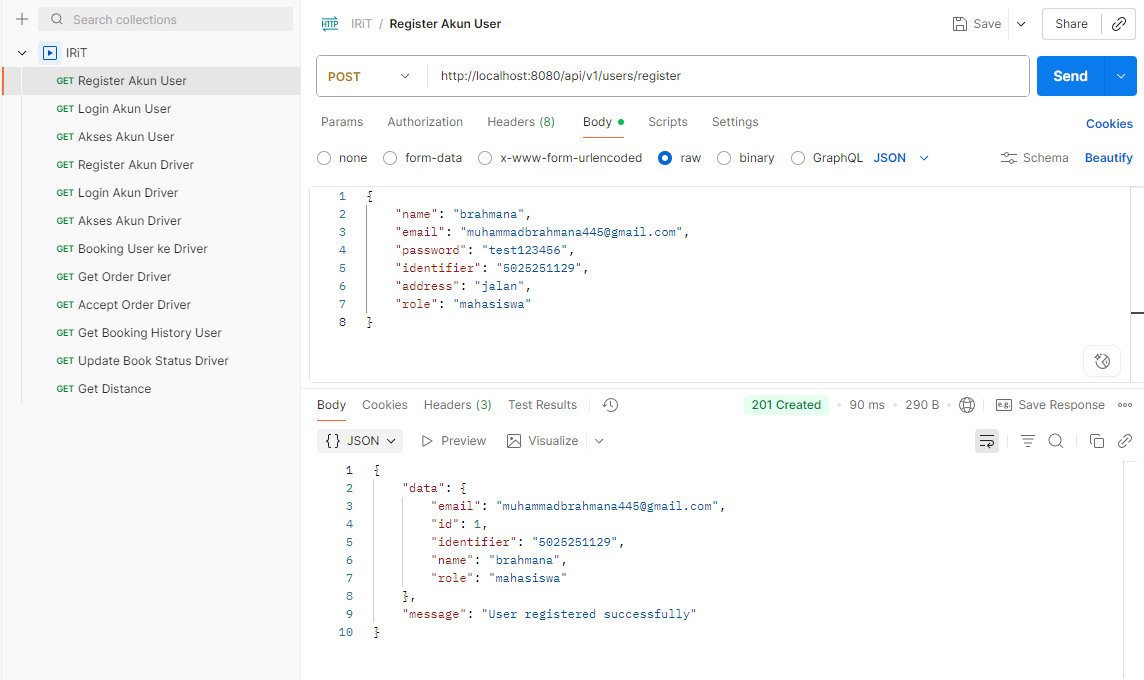 Search collections
IRiT
GET Register Akun User
GET Login Akun User
GET Akses Akun User
GET Register Akun Driver
GET Login Akun Driver
GET Akses Akun Driver
GET Booking User ke Driver
GET Get Order Driver
GET Accept Order Driver
GET Get Booking History User
GET Update Book Status Driver
GET Get Distance
HTTP IRiT / Register Akun User
Save Share
POST http://localhost:8080/api/v1/users/register Send
Params Authorization Headers (8) Body Scripts Settings Cookies
none form-data x-www-form-urlencoded raw binary GraphQL JSON Schema Beautify
1 {
2 "name": "brahmana",
3 "email": "muhammadbrahmana445@gmail.com",
4 "password": "test123456",
5 "identifier": "5025251129",
6 "address": "jalan",
7 "role": "mahasiswa"
8 }
Body Cookies Headers (3) Test Results 201 Created • 90 ms • 290 B • e.g. Save Response
{} JSON Preview Visualize
1 {
2 "data": {
3 "email": "muhammadbrahmana445@gmail.com",
4 "id": 1,
5 "identifier": "5025251129",
6 "name": "brahmana",
7 "role": "mahasiswa"
8 },
9 "message": "User registered successfully"
10 }